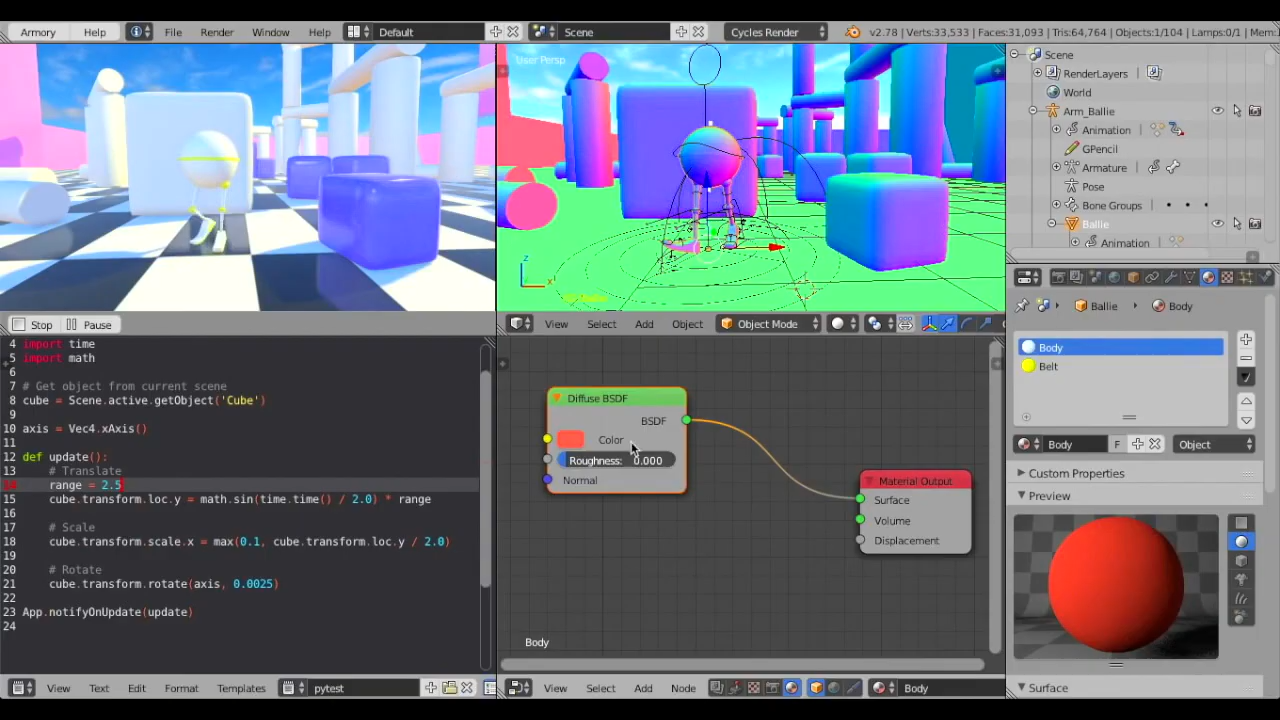 Armory Help File Render Window Help Default Scene Cycles Render v2.78 | Verts:33,533 | Faces:31,093 | Tris:64,764 | Objects:1/104 | Lamps:0/1 | Mem:
User Persp
z
x
Stop Pause
View Select Add Object Object Mode
4 import time
5 import math
6
7 # Get object from current scene
8 cube = Scene.active.getObject('Cube')
9
10 axis = Vec4.xAxis()
11
12 def update():
13 # Translate
14 range = 2.5
15 cube.transform.loc.y = math.sin(time.time() / 2.0) * range
16
17 # Scale
18 cube.transform.scale.x = max(0.1, cube.transform.loc.y / 2.0)
19
20 # Rotate
21 cube.transform.rotate(axis, 0.0025)
22
23 App.notifyOnUpdate(update)
24
View Text Edit Format Templates pytest
Diffuse BSDF
BSDF
Color
Roughness: 0.000
Normal
Material Output
Surface
Volume
Displacement
Body
View Select Add Node Body
Scene
RenderLayers
World
Arm_Ballie
Animation
GPencil
Armature
Pose
Bone Groups
Ballie
Animation
Ballie Body
Body
Belt
Body F Object
Custom Properties
Preview
Surface